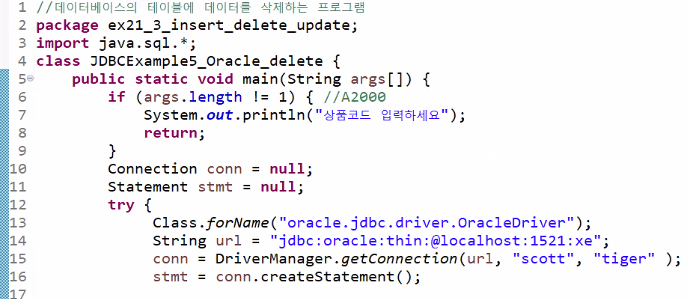 1 //데이터베이스의 테이블에 데이터를 삭제하는 프로그램
2 package ex21_3_insert_delete_update;
3 import java.sql.*;
4 class JDBCExample5_Oracle_delete {
5 public static void main(String args[]) {
6 if (args.length != 1) { //A2000
7 System.out.println("상품코드 입력하세요");
8 return;
9 }
10 Connection conn = null;
11 Statement stmt = null;
12 try {
13 Class.forName("oracle.jdbc.driver.OracleDriver");
14 String url = "jdbc:oracle:thin:@localhost:1521:xe";
15 conn = DriverManager.getConnection(url, "scott", "tiger" );
16 stmt = conn.createStatement();
17